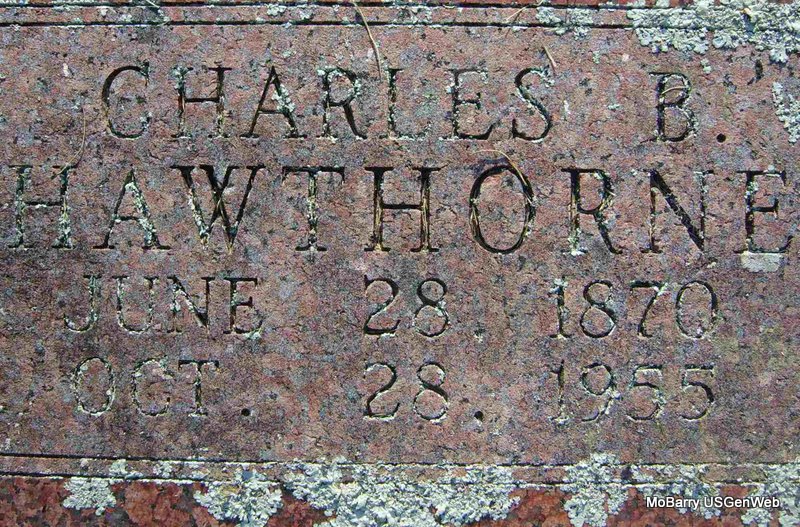 CHARLES B.
HAWTHORNE
JUNE 28 1870
OCT. 28. 1955
MoBarry USGenWeb